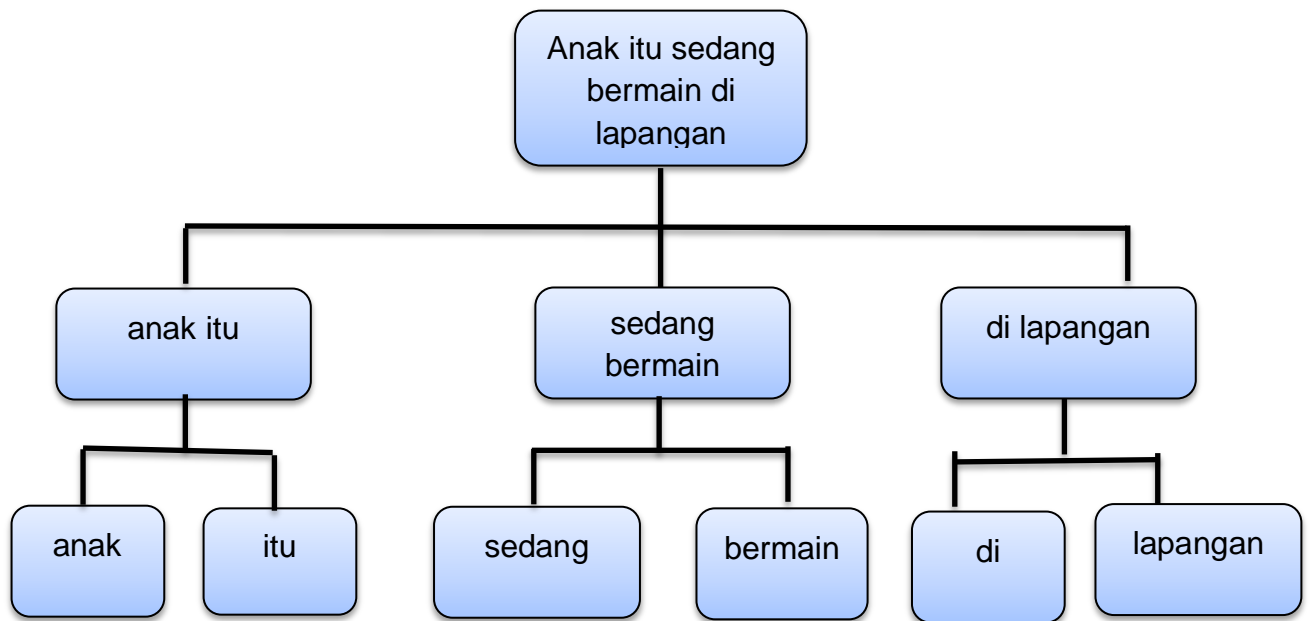 Anak itu sedang
bermain di
lapangan
anak itu
sedang
bermain
di lapangan
anak
itu
sedang
bermain
di
lapangan